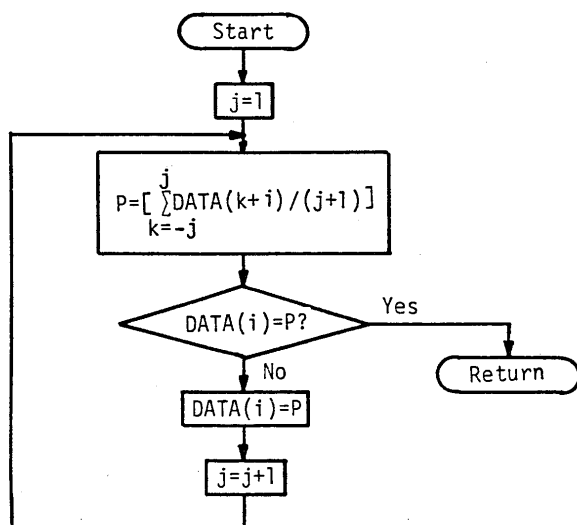 Start
j=1
j
P=[ ∑DATA(k+i)/(j+1)]
k=-j
DATA(i)=P?
Yes
No
Return
DATA(i)=P
j=j+1